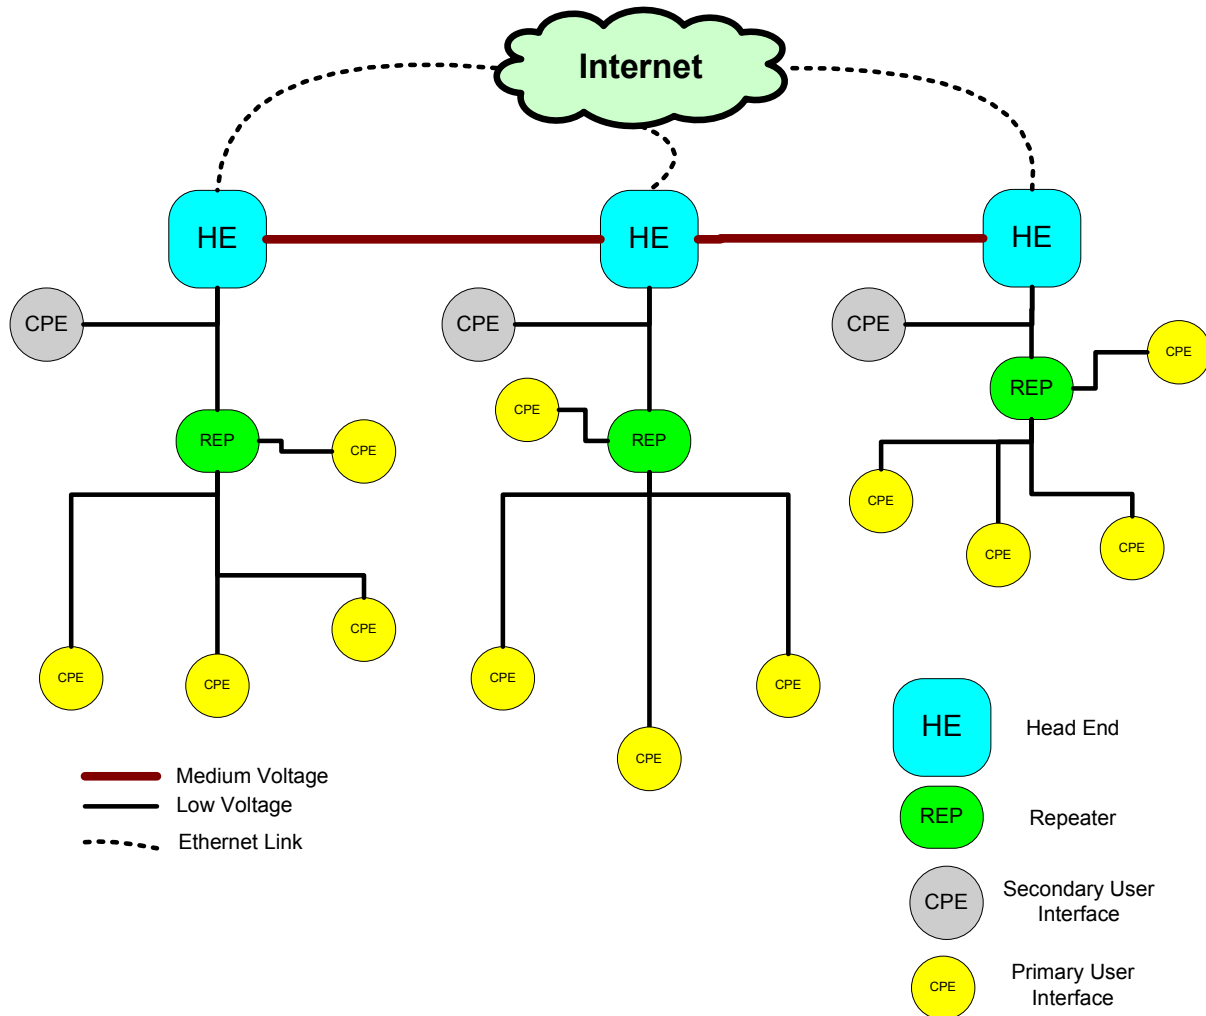 Internet
HE
HE
HE
CPE
CPE
CPE
CPE
REP
CPE
REP
CPE
CPE
REP
CPE
CPE
CPE
CPE
CPE
CPE
CPE
CPE
CPE
CPE
HE
Head End
Medium Voltage
Low Voltage
Ethernet Link
REP
Repeater
CPE
Secondary User
Interface
CPE
Primary User
Interface